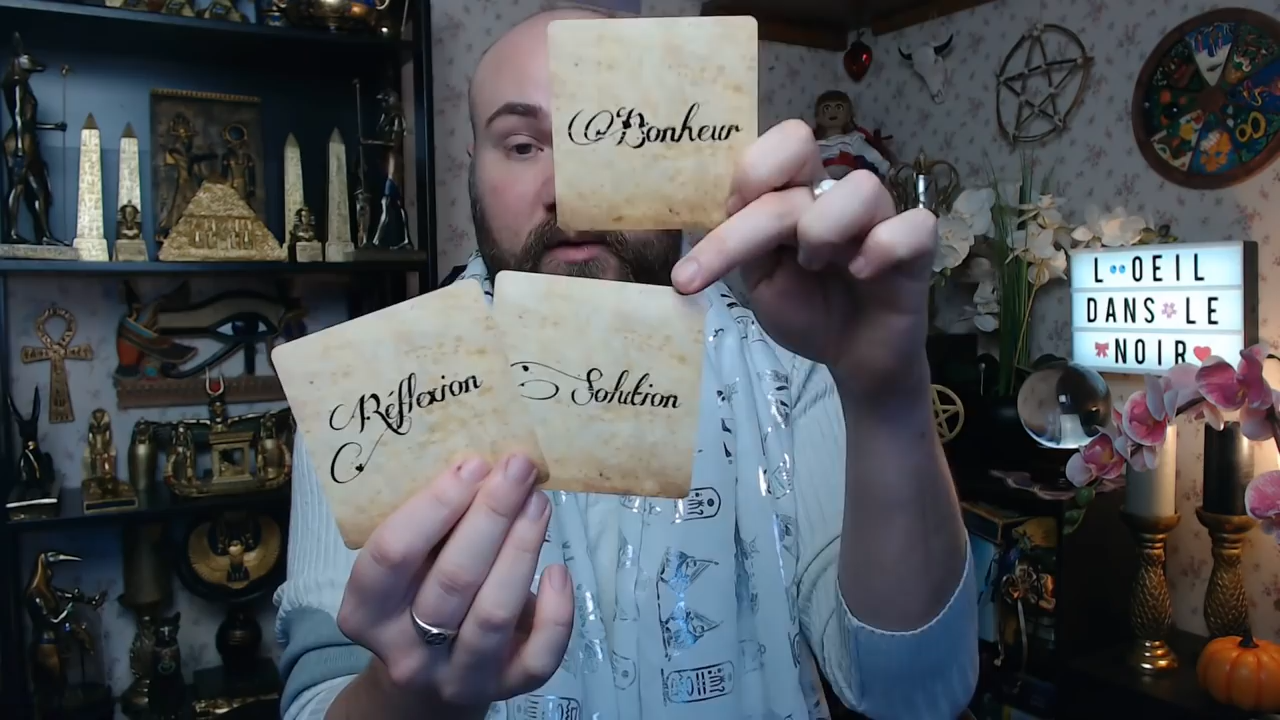 Bonheur
Réflexion
Solution
L OEIL
DANS LE
NOIR